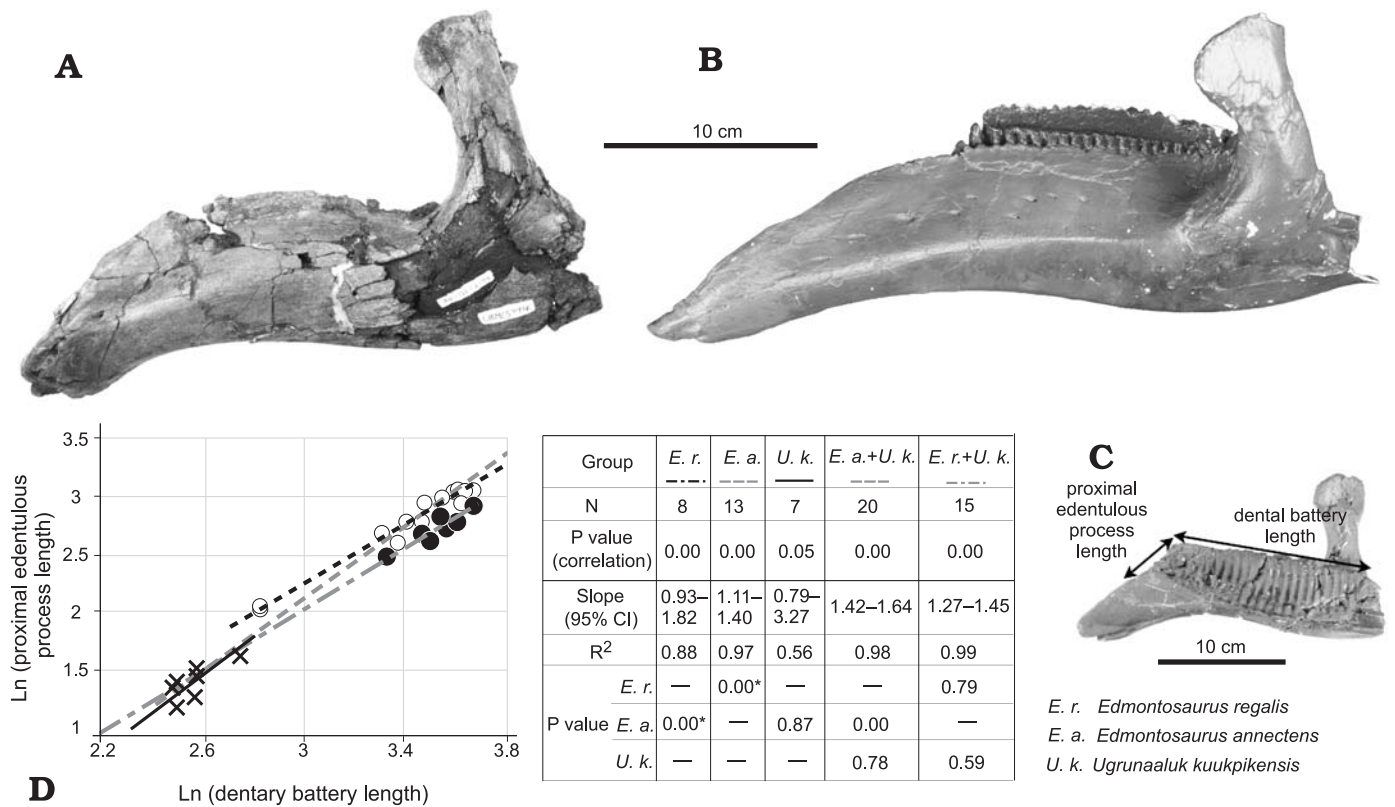 A
B
10 cm
3.5
3
2.5
2
1.5
1
2.2
2.6
3
3.4
3.8
Ln (proximal edentulous
process length)
Ln (dentary battery length)
D
Group E. r. E. a. U. k. E. a.+U. k. E. r.+U. k.
N 8 13 7 20 15
P value
(correlation) 0.00 0.00 0.05 0.00 0.00
Slope
(95% CI) 0.93–1.82 1.11–1.40 0.79–3.27 1.42–1.64 1.27–1.45
R2 0.88 0.97 0.56 0.98 0.99
E. r. — 0.00* — — 0.79
P value E. a. 0.00* — 0.87 0.00 —
U. k. — — — 0.78 0.59
C
proximal
edentulous
process
length
dental battery
length
10 cm
E. r. Edmontosaurus regalis
E. a. Edmontosaurus annectens
U. k. Ugrunaaluk kuukpikensis